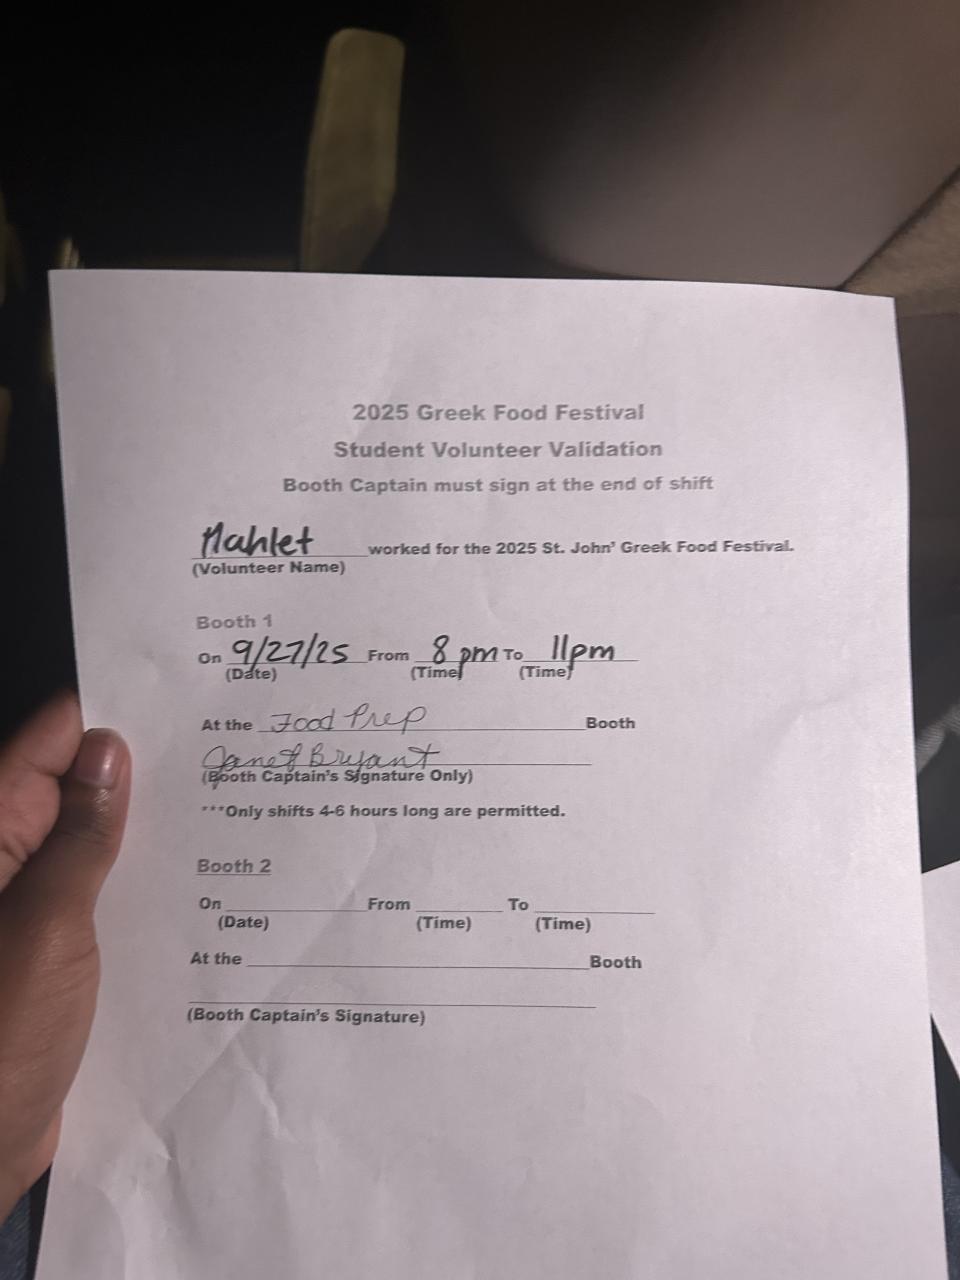 2025 Greek Food Festival
Student Volunteer Validation
Booth Captain must sign at the end of shift
Mahlet worked for the 2025 St. John' Greek Food Festival.
(Volunteer Name)
Booth 1
On 9/27/25 From 8 pm To 11pm
(Date) (Time) (Time)
At the Food Prep Booth
Janet Bryant
(Booth Captain's Signature Only)
***Only shifts 4-6 hours long are permitted.
Booth 2
On From To
(Date) (Time) (Time)
At the Booth
(Booth Captain's Signature)